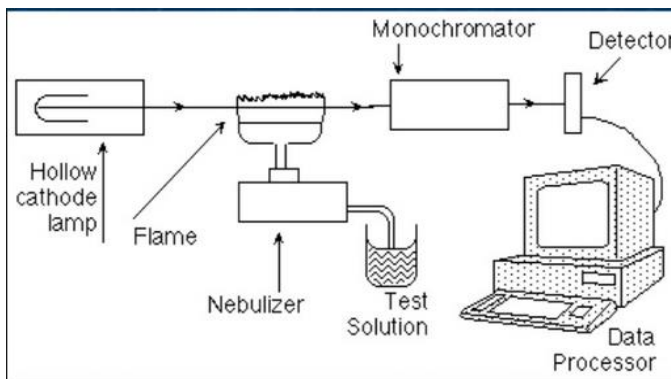 Monochromator
Detector
Hollow
cathode
lamp
Flame
Nebulizer
Test
Solution
Data
Processor